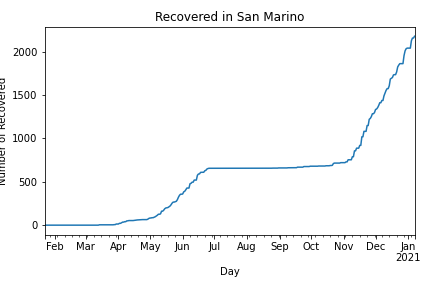 Recovered in San Marino
Number of Recovered
2000
1500
1000
500
0
Feb Mar Apr May Jun Jul Aug Sep Oct Nov Dec Jan
2021
Day